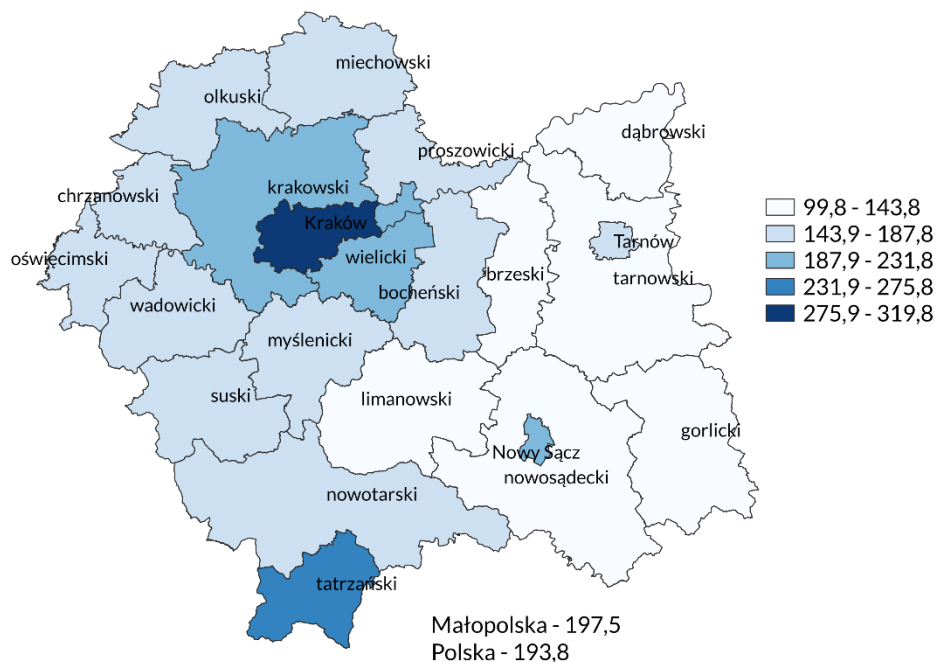 miechowski
olkuski
dąbrowski
proszowicki
krakowski
chrzanowski
Kraków
99,8 - 143,8
143,9 - 187,8
187,9 - 231,8
231,9 - 275,8
275,9 - 319,8
Tarnów
oświęcimski
wielicki
brzeski
tarnowski
bocheński
wadowicki
myślenicki
suski
limanowski
gorlicki
Nowy Sącz
nowosądecki
nowotarski
tatrzański
Małopolska - 197,5
Polska - 193,8